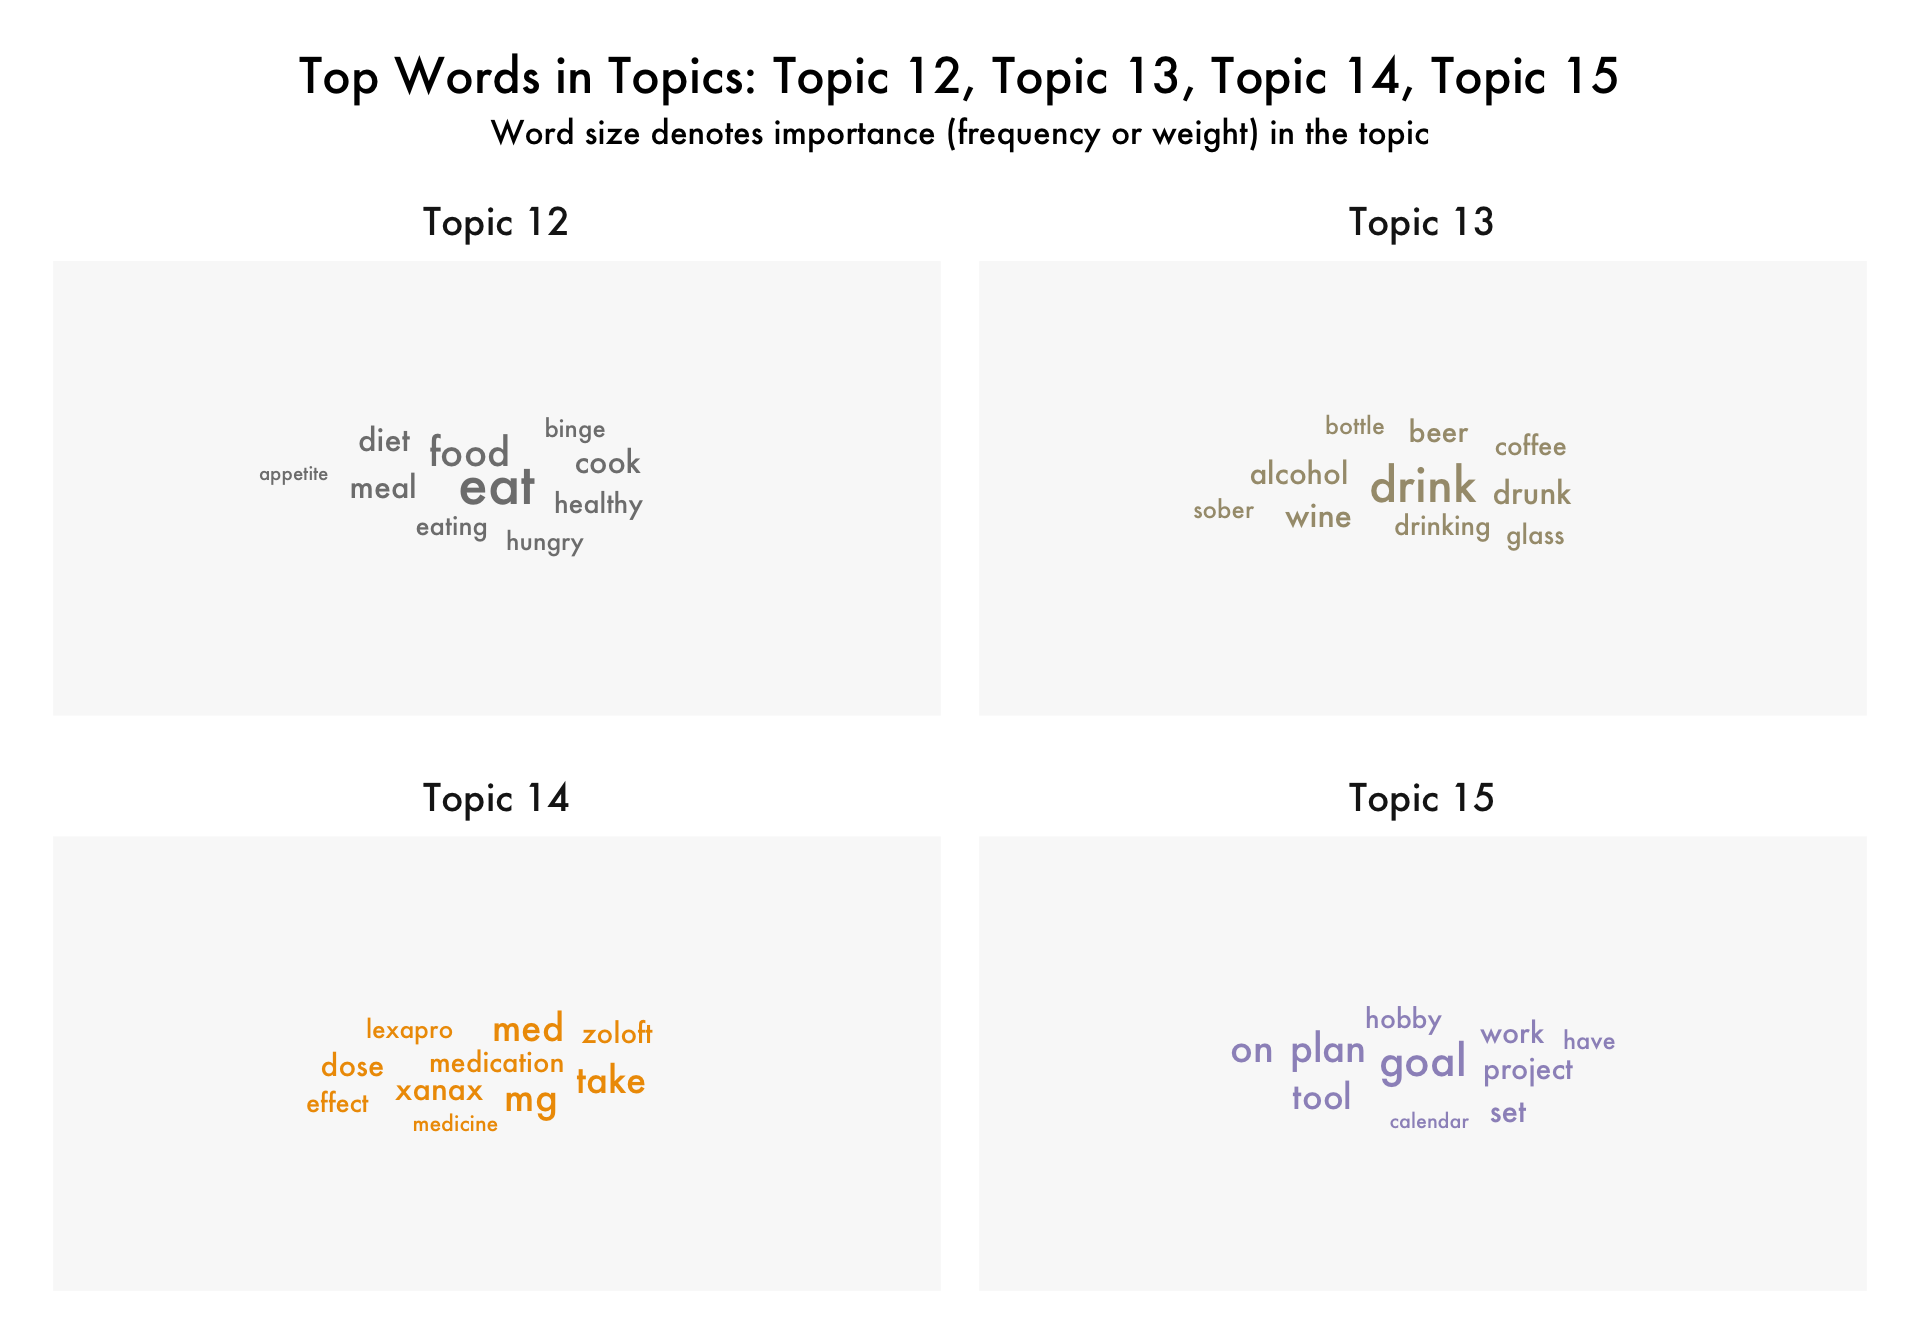 Top Words in Topics: Topic 12, Topic 13, Topic 14, Topic 15
Word size denotes importance (frequency or weight) in the topic
Topic 12
binge
diet
food
cook
appetite
meal
eat
healthy
eating
hungry
Topic 13
bottle
beer
coffee
alcohol
drink
drunk
sober
wine
drinking
glass
Topic 14
lexapro
med
zoloft
dose
medication
take
xanax
mg
effect
medicine
Topic 15
hobby
work
have
on
plan
goal
project
tool
set
calendar